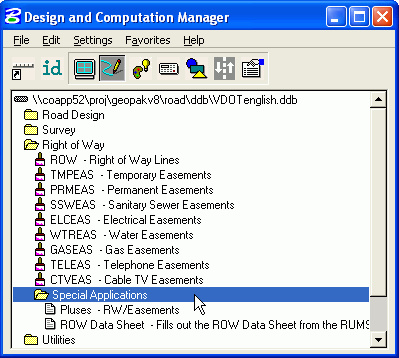 Design and Computation Manager
File Edit Settings Favorites Help
id
\\coapp52\proj\geopakv8\road\ddb\VDOTenglish.ddb
Road Design
Survey
Right of Way
ROW - Right of Way Lines
TMPEAS - Temporary Easements
PRMEAS - Permanent Easements
SSWEAS - Sanitary Sewer Easements
ELCEAS - Electrical Easements
WTREAS - Water Easements
GASEAS - Gas Easements
TELEAS - Telephone Easements
CTVEAS - Cable TV Easements
Special Applications
Pluses - RW/Easements
ROW Data Sheet - Fills out the ROW Data Sheet from the RUMS
Utilities